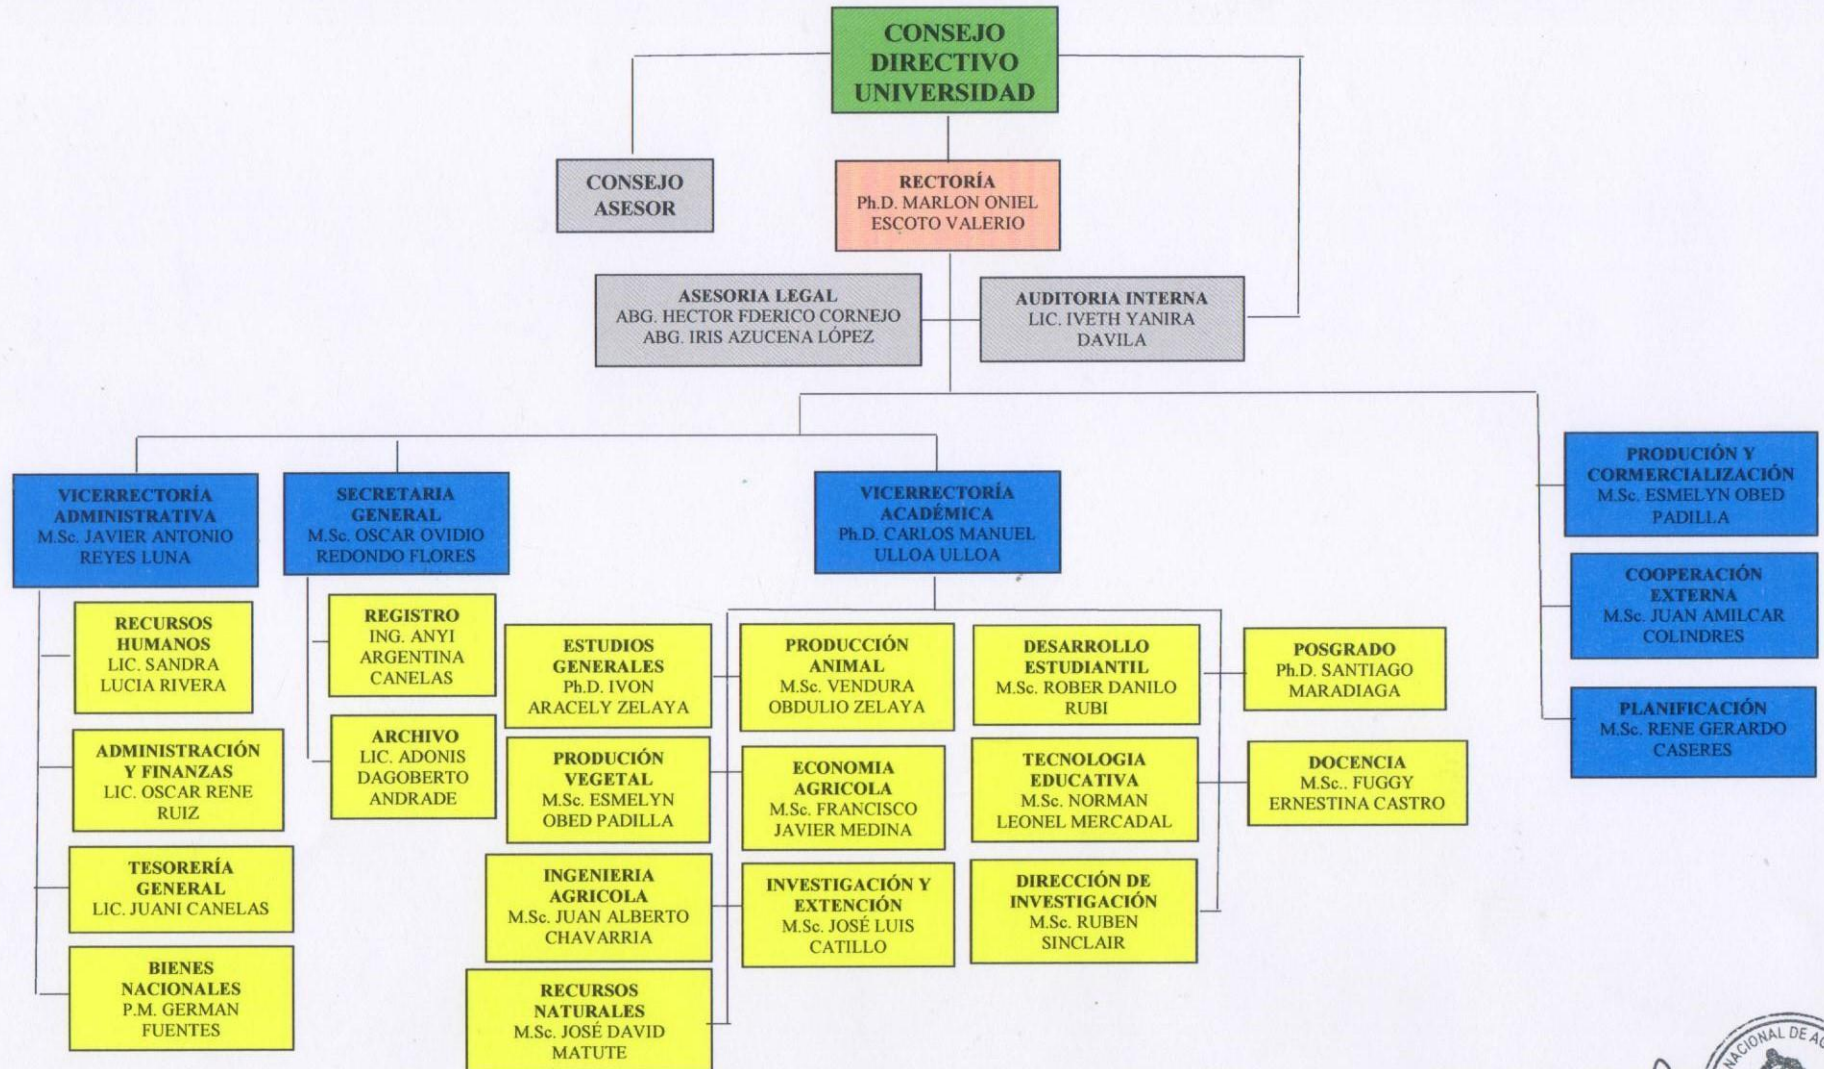 CONSEJO
DIRECTIVO
UNIVERSIDAD
CONSEJO
ASESOR
RECTORÍA
Ph.D. MARLON ONIEL
ESCOTO VALERIO
ASESORIA LEGAL
ABG. HECTOR FDERICO CORNEJO
ABG. IRIS AZUCENA LÓPEZ
AUDITORIA INTERNA
LIC. IVETH YANIRA
DAVILA
VICERRECTORÍA
ADMINISTRATIVA
M.Sc. JAVIER ANTONIO
REYES LUNA
SECRETARIA
GENERAL
M.Sc. OSCAR OVIDIO
REDONDO FLORES
VICERRECTORÍA
ACADÉMICA
Ph.D. CARLOS MANUEL
ULLOA ULLOA
PRODUCIÓN Y
CORMERCIALIZACIÓN
M.Sc. ESMELYN OBED
PADILLA
COOPERACIÓN
EXTERNA
M.Sc. JUAN AMILCAR
COLINDRES
PLANIFICACIÓN
M.Sc. RENE GERARDO
CASERES
RECURSOS
HUMANOS
LIC. SANDRA
LUCIA RIVERA
ADMINISTRACIÓN
Y FINANZAS
LIC. OSCAR RENE
RUIZ
TESORERÍA
GENERAL
LIC. JUANI CANELAS
BIENES
NACIONALES
P.M. GERMAN
FUENTES
REGISTRO
ING. ANYI
ARGENTINA
CANELAS
ARCHIVO
LIC. ADONIS
DAGOBERTO
ANDRADE
ESTUDIOS
GENERALES
Ph.D. IVON
ARACELY ZELAYA
PRODUCIÓN
VEGETAL
M.Sc. ESMELYN
OBED PADILLA
INGENIERIA
AGRICOLA
M.Sc. JUAN ALBERTO
CHAVARRIA
RECURSOS
NATURALES
M.Sc. JOSÉ DAVID
MATUTE
PRODUCCIÓN
ANIMAL
M.Sc. VENDURA
OBDULIO ZELAYA
ECONOMIA
AGRICOLA
M.Sc. FRANCISCO
JAVIER MEDINA
INVESTIGACIÓN Y
EXTENCIÓN
M.Sc. JOSÉ LUIS
CATILLO
DESARROLLO
ESTUDIANTIL
M.Sc. ROBER DANILO
RUBI
TECNOLOGIA
EDUCATIVA
M.Sc. NORMAN
LEONEL MERCADAL
DIRECCIÓN DE
INVESTIGACIÓN
M.Sc. RUBEN
SINCLAIR
POSGRADO
Ph.D. SANTIAGO
MARADIAGA
DOCENCIA
M.Sc.. FUGGY
ERNESTINA CASTRO
NACIONAL DE